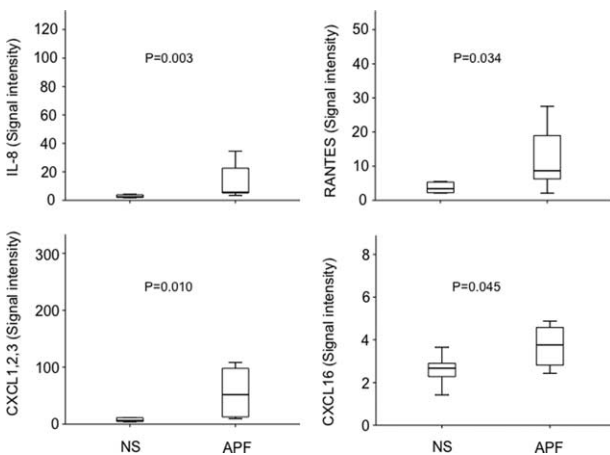 IL-8 (Signal intensity)
120
100
80
60
40
20
0
P=0.003
RANTES (Signal intensity)
50
40
30
20
10
0
P=0.034
CXCL1,2,3 (Signal intensity)
300
200
100
0
P=0.010
NS APF
CXCL16 (Signal intensity)
8
6
4
2
0
P=0.045
NS APF